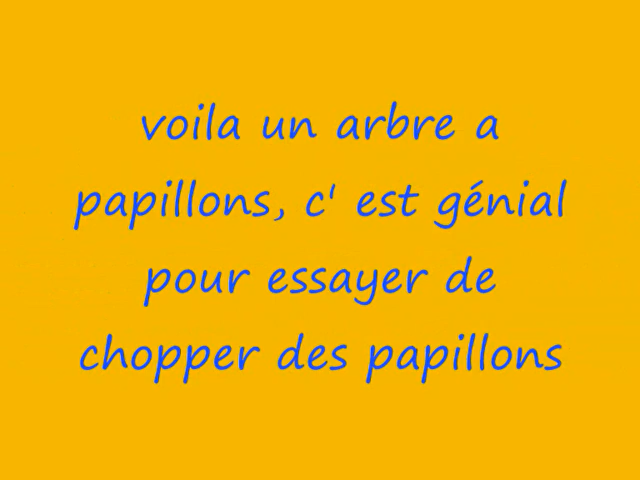 voila un arbre a
papillons, c' est génial
pour essayer de
chopper des papillons